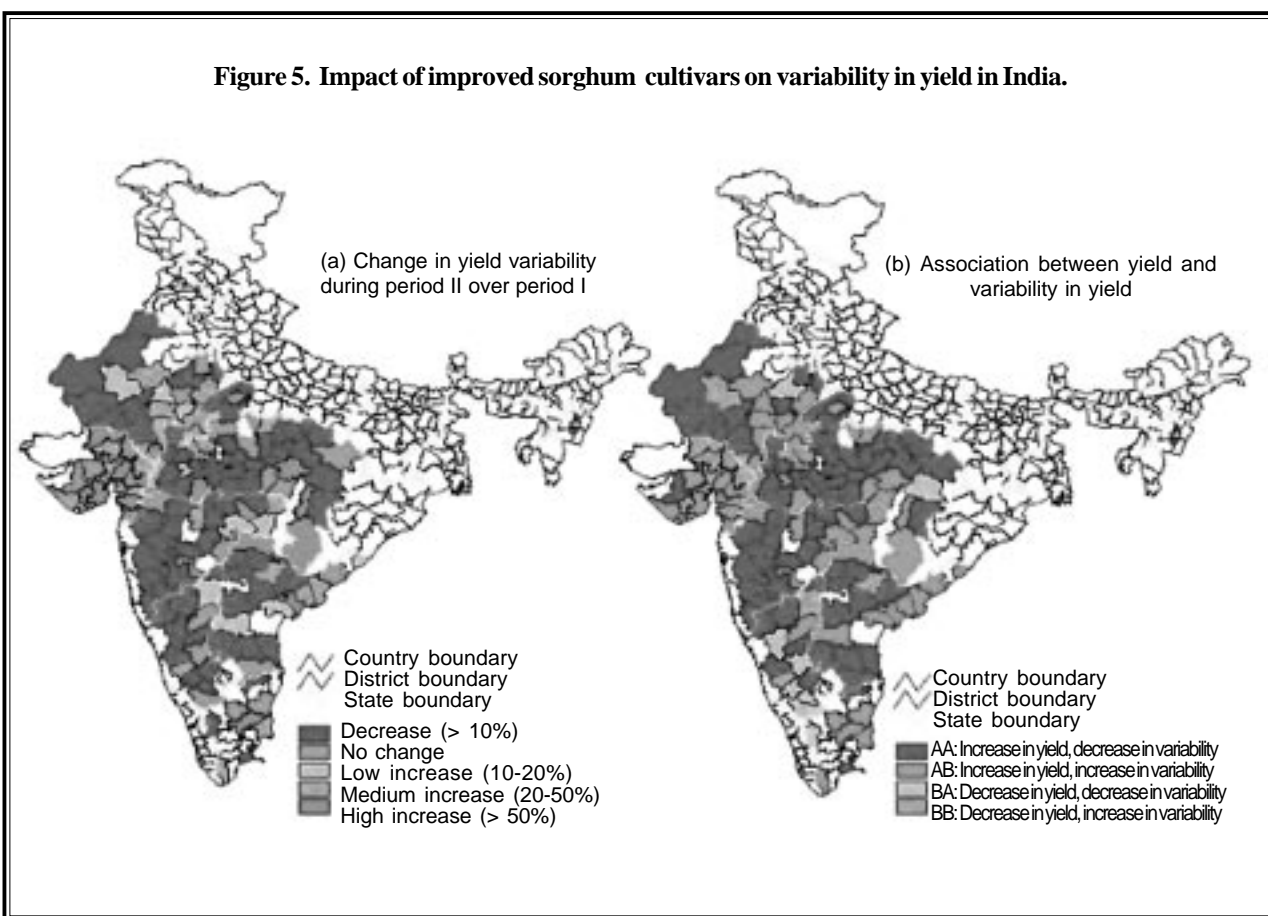 Figure 5. Impact of improved sorghum cultivars on variability in yield in India.
(a) Change in yield variability
during period II over period I
Country boundary
District boundary
State boundary
Decrease (> 10%)
No change
Low increase (10-20%)
Medium increase (20-50%)
High increase (> 50%)
(b) Association between yield and
variability in yield
Country boundary
District boundary
State boundary
AA: Increase in yield, decrease in variability
AB: Increase in yield, increase in variability
BA: Decrease in yield, decrease in variability
BB: Decrease in yield, increase in variability